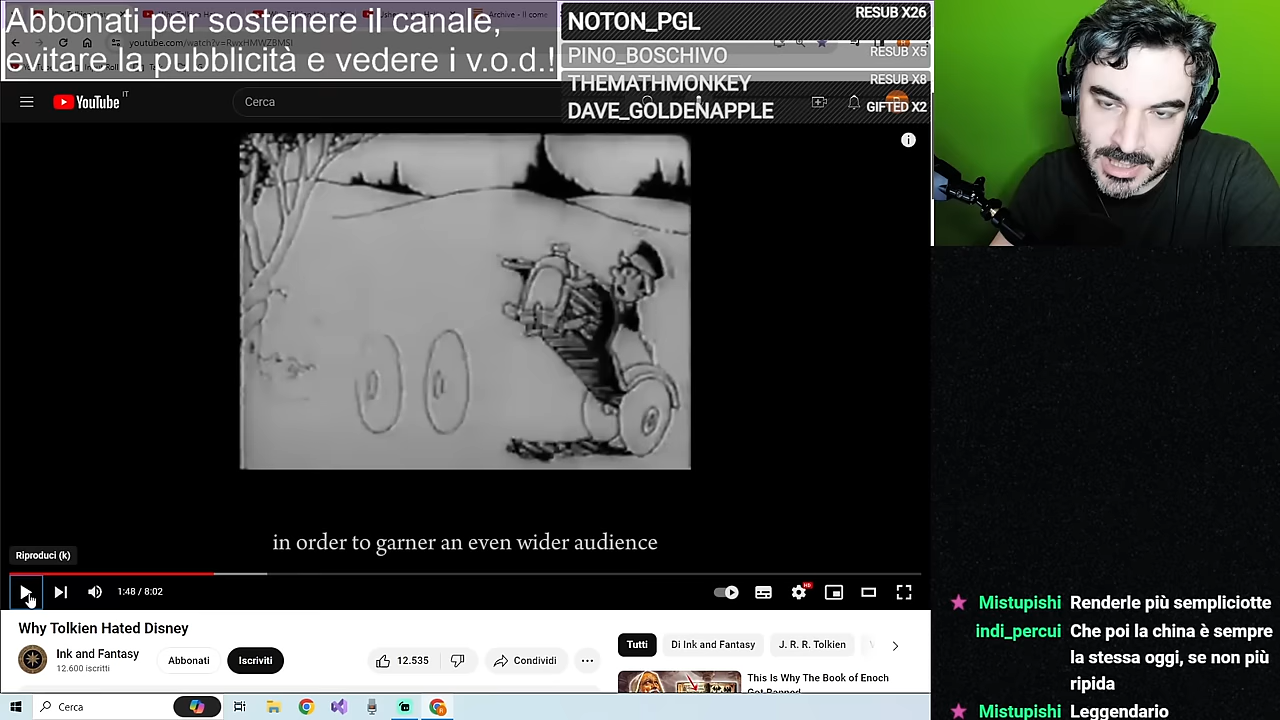 Abbonati per sostenere il canale,
evitare la pubblicità e vedere i v.o.d.!
NOTON_PGL RESUB X26
PINO_BOSCHIVO RESUB X5
THEMATHMONKEY RESUB X8
DAVE_GOLDENAPPLE GIFTED X2
YouTube IT
Cerca
in order to garner an even wider audience
Riproduci (k)
1:48 / 8:02
HD
Why Tolkien Hated Disney
Ink and Fantasy
12.600 iscritti
Abbonati
Iscriviti
12.535
Condividi
Tutti
Di Ink and Fantasy
J. R. R. Tolkien
This Is Why The Book of Enoch
Got Banned
Cerca
Mistupishi Renderle più sempliciotte
indi_percui Che poi la china è sempre
la stessa oggi, se non più
ripida
Mistupishi Leggendario